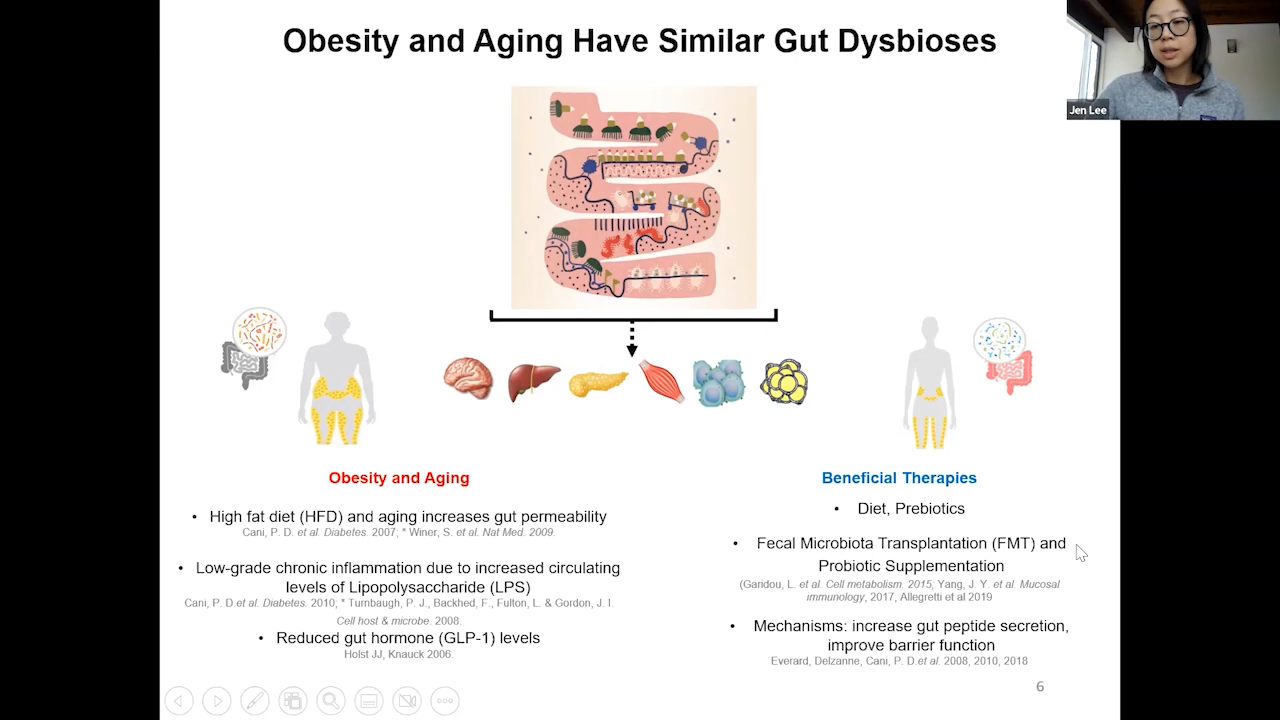 Obesity and Aging Have Similar Gut Dysbioses
Jen Lee
Obesity and Aging
• High fat diet (HFD) and aging increases gut permeability
Cani, P. D. et al. Diabetes. 2007; * Winer, S. et al. Nat Med. 2009.
• Low-grade chronic inflammation due to increased circulating
levels of Lipopolysaccharide (LPS)
Cani, P. D.et al. Diabetes. 2010; * Turnbaugh, P. J., Backhed, F., Fulton, L. & Gordon, J. I.
Cell host & microbe. 2008.
• Reduced gut hormone (GLP-1) levels
Holst JJ, Knauck 2006.
Beneficial Therapies
• Diet, Prebiotics
• Fecal Microbiota Transplantation (FMT) and
Probiotic Supplementation
(Garidou, L. et al. Cell metabolism. 2015; Yang, J. Y. et al. Mucosal
immunology, 2017, Allegretti et al 2019
• Mechanisms: increase gut peptide secretion,
improve barrier function
Everard, Delzanne, Cani, P. D.et al. 2008, 2010, 2018
6